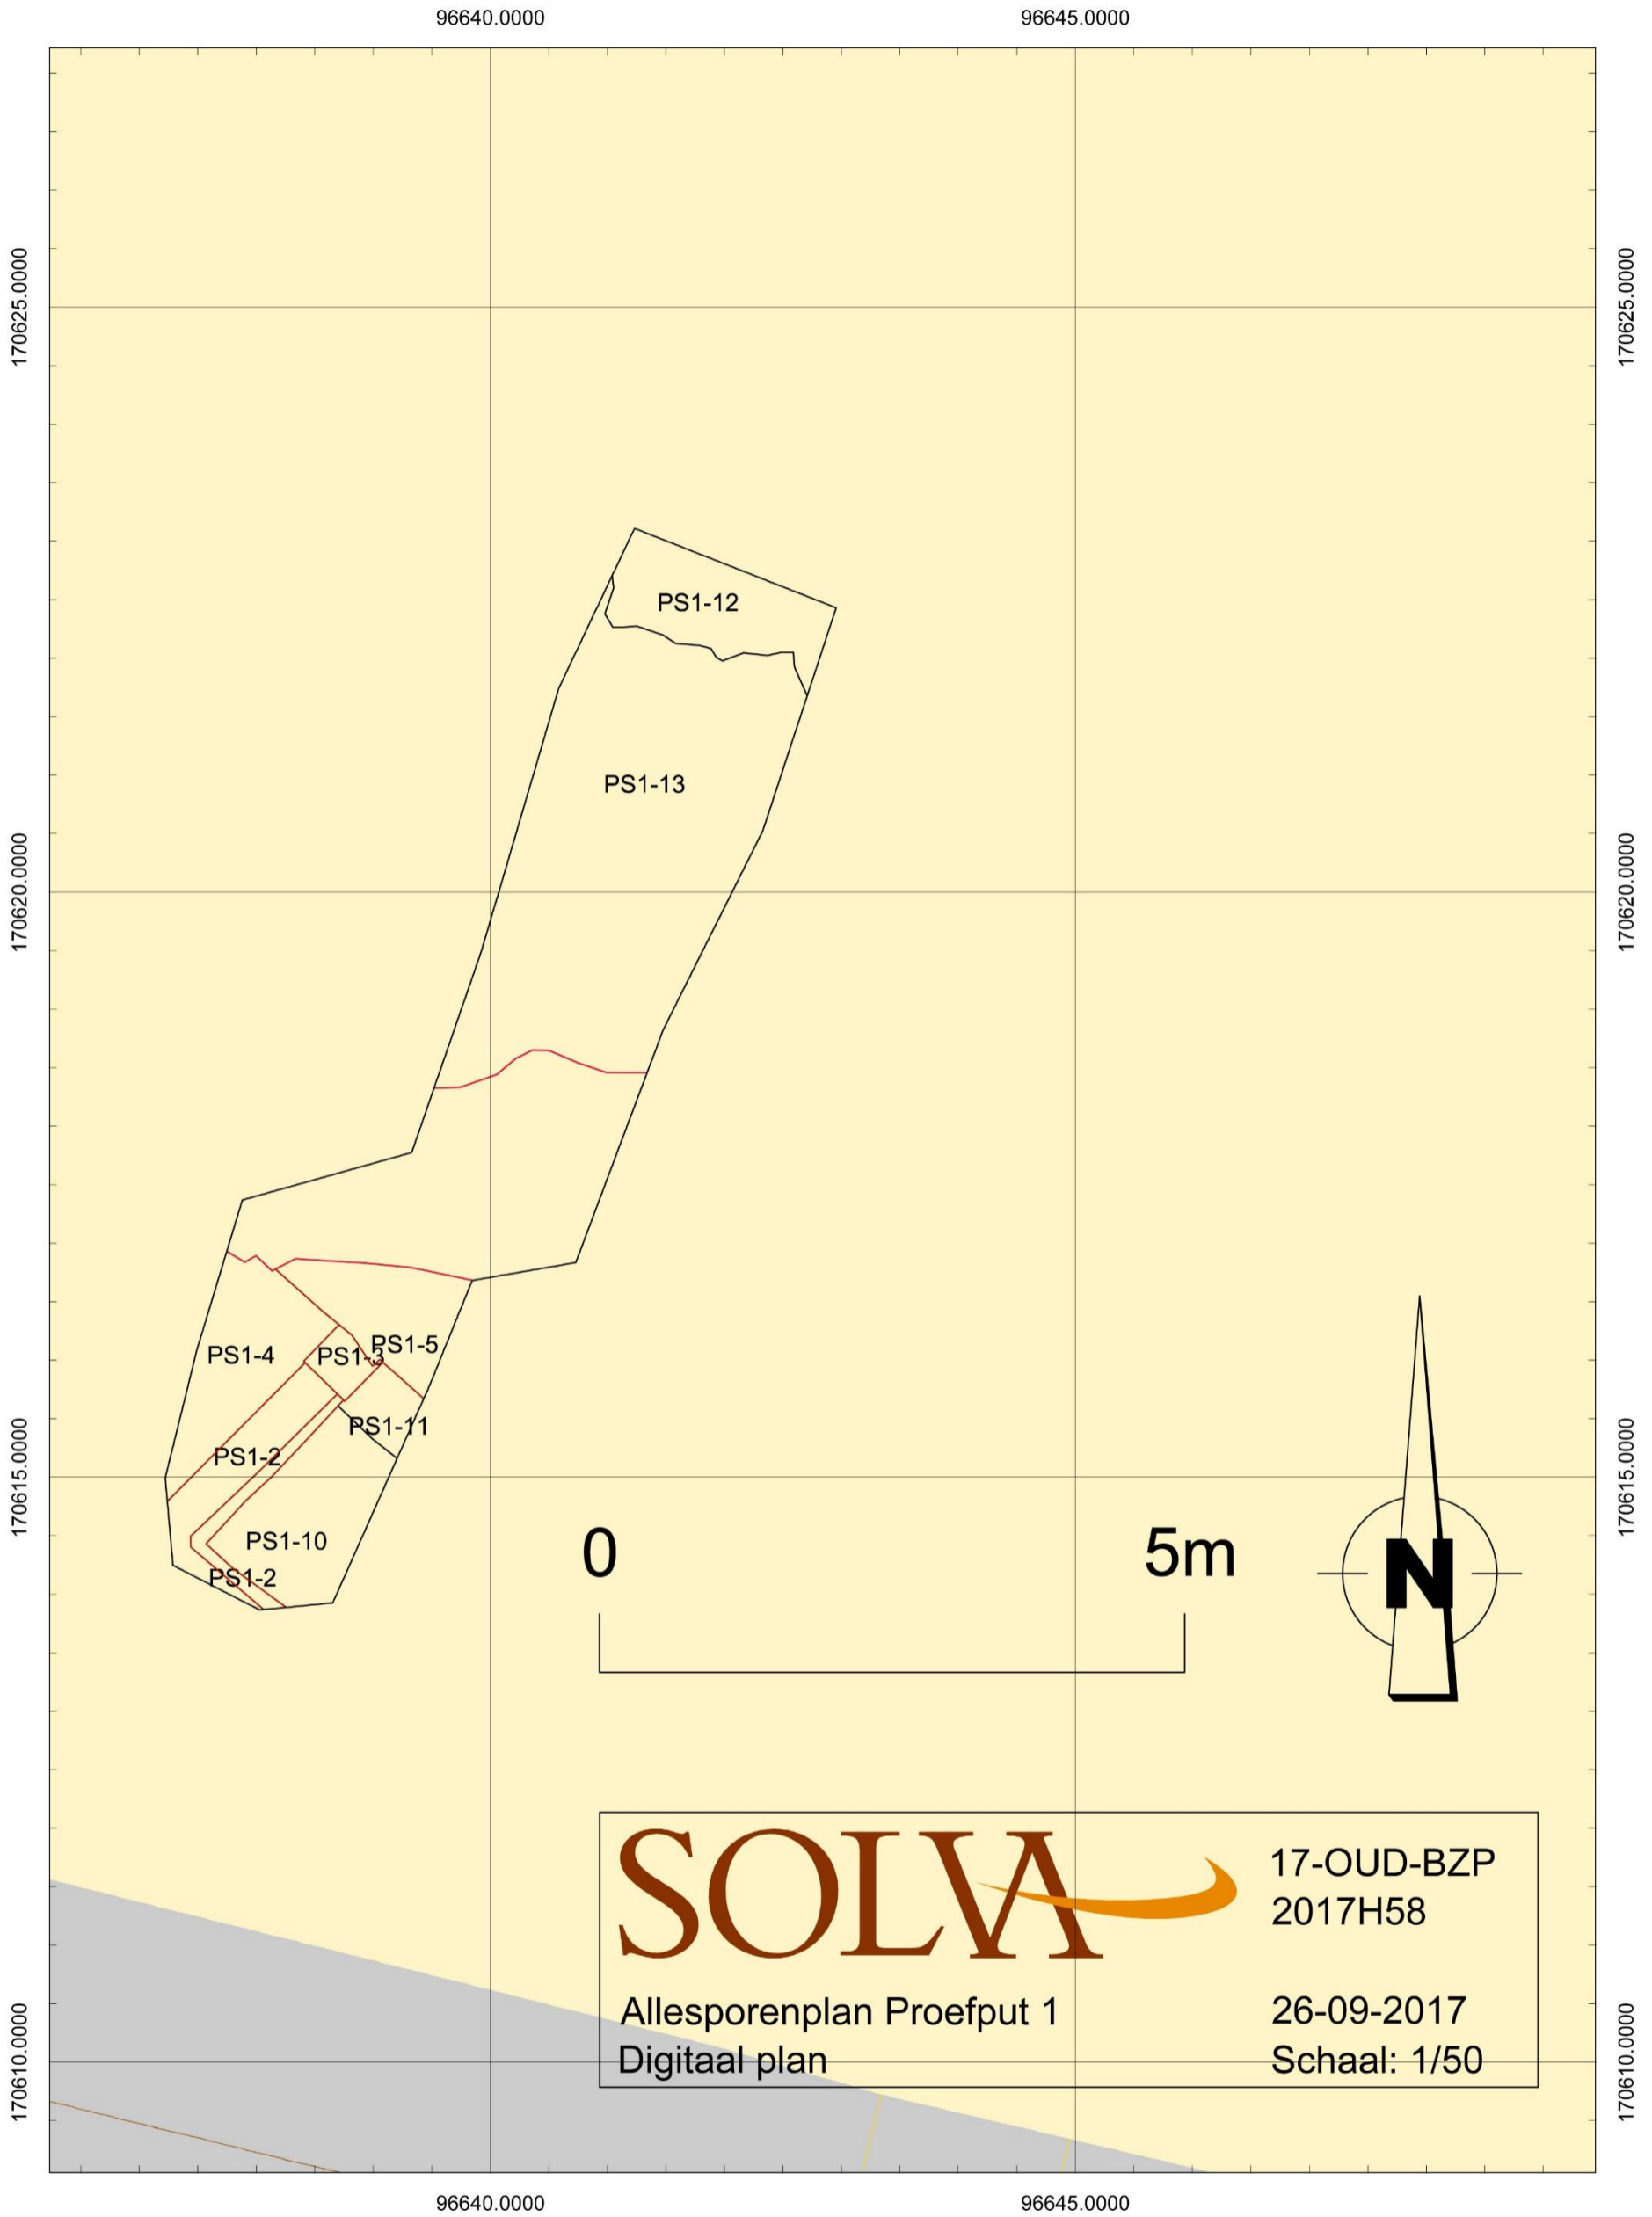 96640.0000 96645.0000
170625.0000 170625.0000
PS1-12
PS1-13
170620.0000 170620.0000
PS1-5
PS1-4 PS1-3
PS1-11
PS1-2
170615.0000 170615.0000
PS1-10
0 5m
PS1-2
N
SOLVA
17-OUD-BZP
2017H58
Allesporenplan Proefput 1 26-09-2017
Digitaal plan Schaal: 1/50
170610.0000 170610.0000
96640.0000 96645.0000